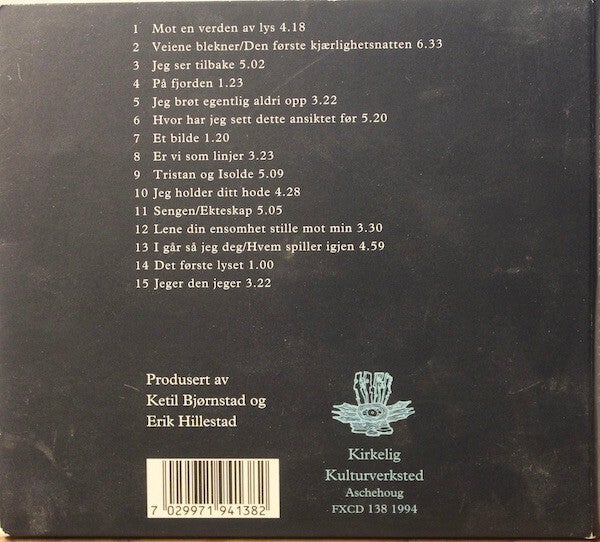 1 Mot en verden av lys 4.18
2 Veiene blekner/Den første kjærlighetsnatten 6.33
3 Jeg ser tilbake 5.02
4 På fjorden 1.23
5 Jeg brøt egentlig aldri opp 3.22
6 Hvor har jeg sett dette ansiktet før 5.20
7 Et bilde 1.20
8 Er vi som linjer 3.23
9 Tristan og Isolde 5.09
10 Jeg holder ditt hode 4.28
11 Sengen/Ekteskap 5.05
12 Lene din ensomhet stille mot min 3.30
13 I går så jeg deg/Hvem spiller igjen 4.59
14 Det første lyset 1.00
15 Jeger den jeger 3.22
Produsert av
Ketil Bjørnstad og
Erik Hillestad
Kirkelig
Kulturverksted
Aschehoug
FXCD 138 1994
7 029971 941382